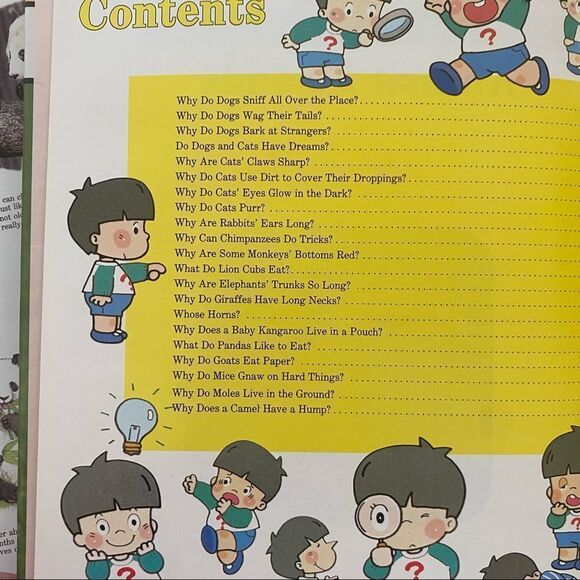 Contents
Why Do Dogs Sniff All Over the Place?
Why Do Dogs Wag Their Tails?
Why Do Dogs Bark at Strangers?
Do Dogs and Cats Have Dreams?
Why Are Cats' Claws Sharp?
Why Do Cats Use Dirt to Cover Their Droppings?
Why Do Cats' Eyes Glow in the Dark?
Why Do Cats Purr?
Why Are Rabbits' Ears Long?
Why Can Chimpanzees Do Tricks?
Why Are Some Monkeys' Bottoms Red?
What Do Lion Cubs Eat?
Why Are Elephants' Trunks So Long?
Why Do Giraffes Have Long Necks?
Whose Horns?
Why Does a Baby Kangaroo Live in a Pouch?
What Do Pandas Like to Eat?
Why Do Goats Eat Paper?
Why Do Mice Gnaw on Hard Things?
Why Do Moles Live in the Ground?
Why Does a Camel Have a Hump?
?
?
?
?
?
can
not
really